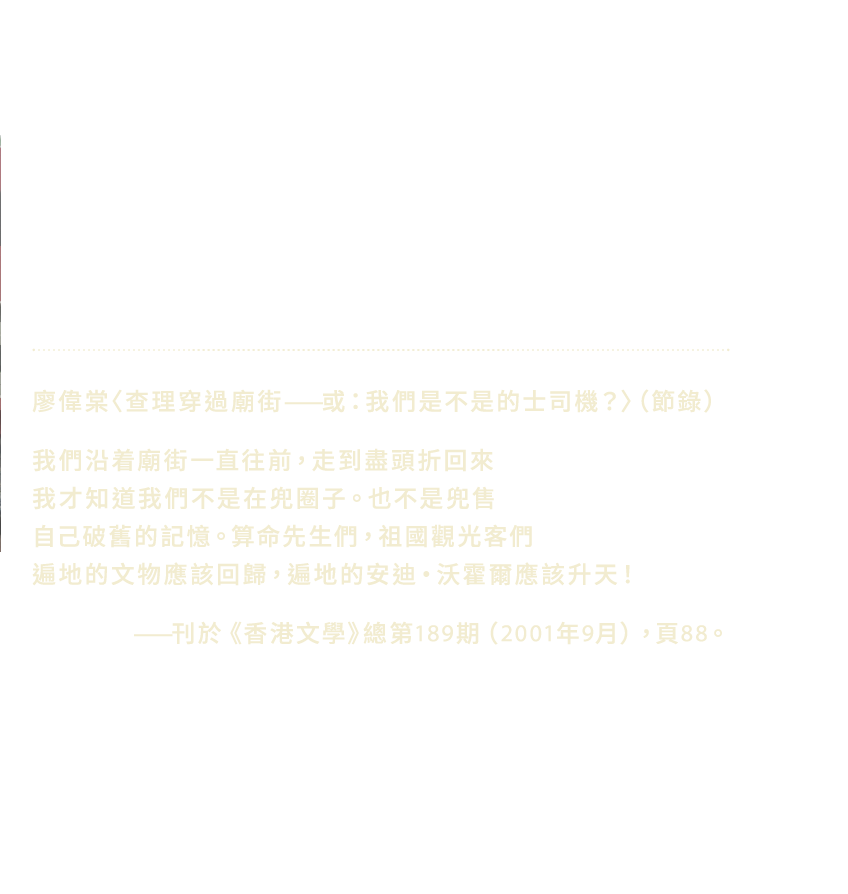 廖偉棠〈查理穿過廟街——或：我們是不是的士司機？〉（節錄）
我們沿着廟街一直往前，走到盡頭折回來
我才知道我們不是在兜圈子。也不是兜售
自己破舊的記憶。算命先生們，祖國觀光客們
遍地的文物應該回歸，遍地的安迪•沃霍爾應該升天！
——刊於《香港文學》總第189期（2001年9月），頁88。